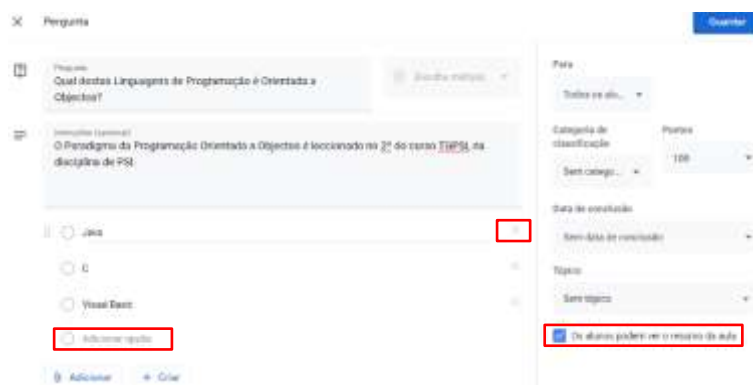 Pergunta
Guardar
Pergunta
Qual destas Linguagens de Programação é Orientada a
Objectos?
Escolha múltipla
Instruções (opcional)
O Paradigma da Programação Orientada a Objectos é leccionado no 2º do curso na
disciplina de PSI.
Java
C
Visual Basic
Adicionar opção
Adicionar
+ Criar
Para
Todos os alu...
Categoria de
classificação
Pontos
Sem catego...
100
Data de conclusão
Sem data de conclusão
Tópico
Sem tópico
Os alunos podem ver o resumo da aula